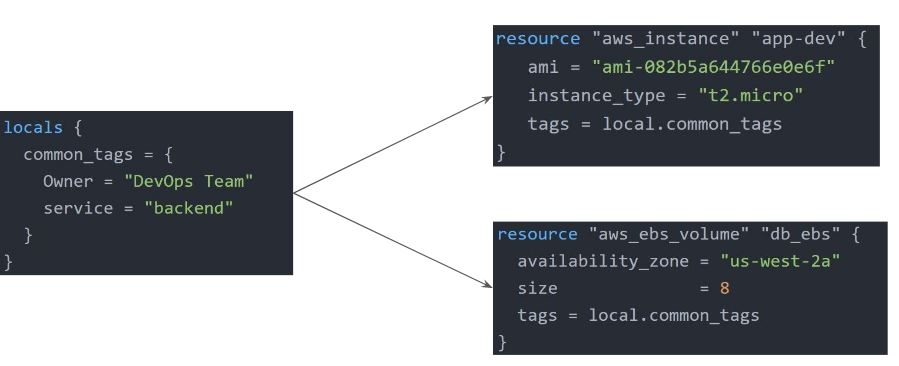 locals {
common_tags = {
Owner = "DevOps Team"
service = "backend"
}
}
resource "aws_instance" "app-dev" {
ami = "ami-082b5a644766e0e6f"
instance_type = "t2.micro"
tags = local.common_tags
}
resource "aws_ebs_volume" "db_ebs" {
availability_zone = "us-west-2a"
size = 8
tags = local.common_tags
}